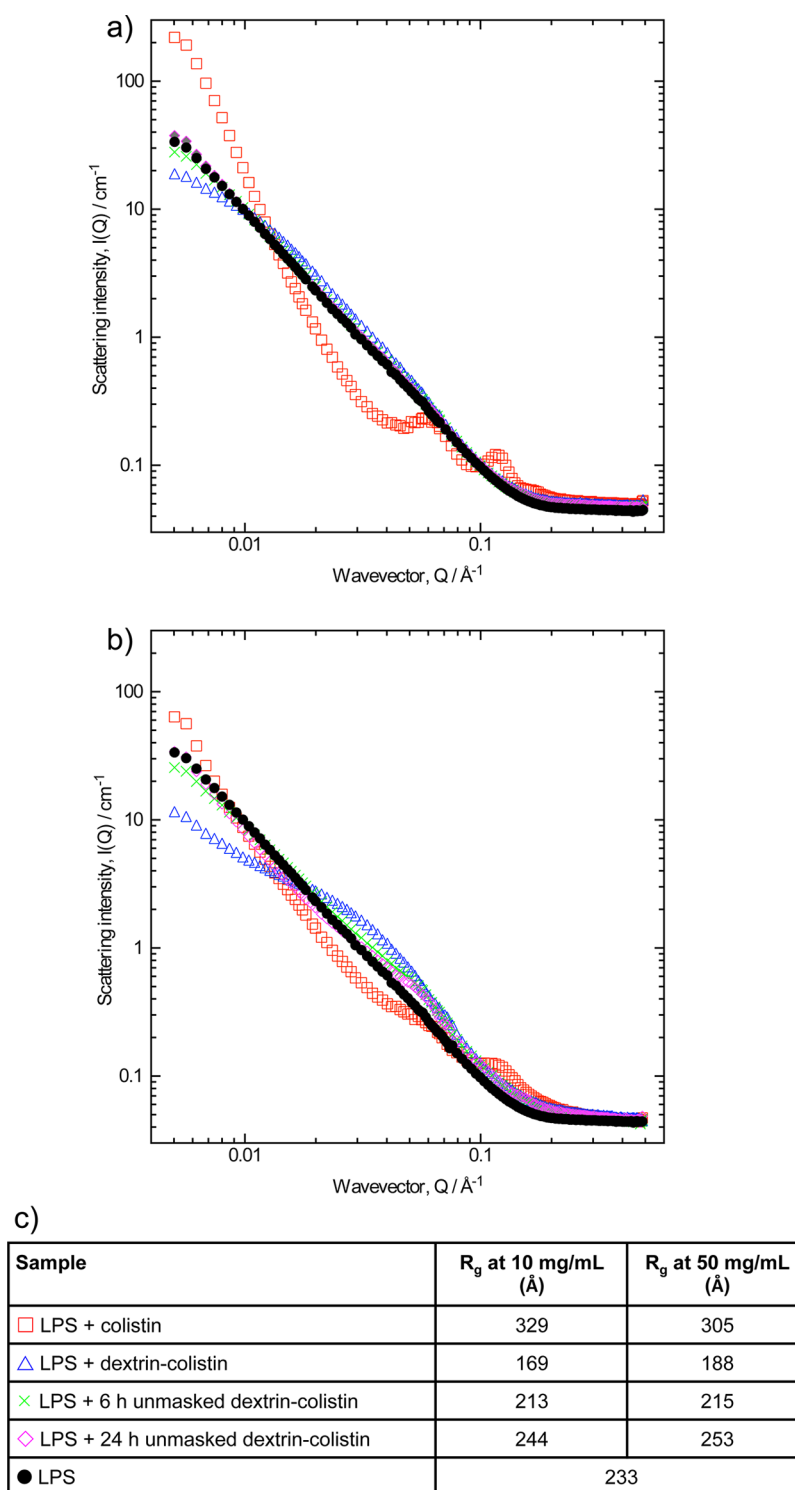 a)
100
10
1
0.1
Scattering intensity, I(Q) / cm⁻¹
0.01 0.1
Wavevector, Q / Å⁻¹
b)
100
10
1
0.1
Scattering intensity, I(Q) / cm⁻¹
0.01 0.1
Wavevector, Q / Å⁻¹
c)
Sample Rg at 10 mg/mL (Å) Rg at 50 mg/mL (Å)
LPS + colistin 329 305
LPS + dextrin-colistin 169 188
LPS + 6 h unmasked dextrin-colistin 213 215
LPS + 24 h unmasked dextrin-colistin 244 253
LPS 233